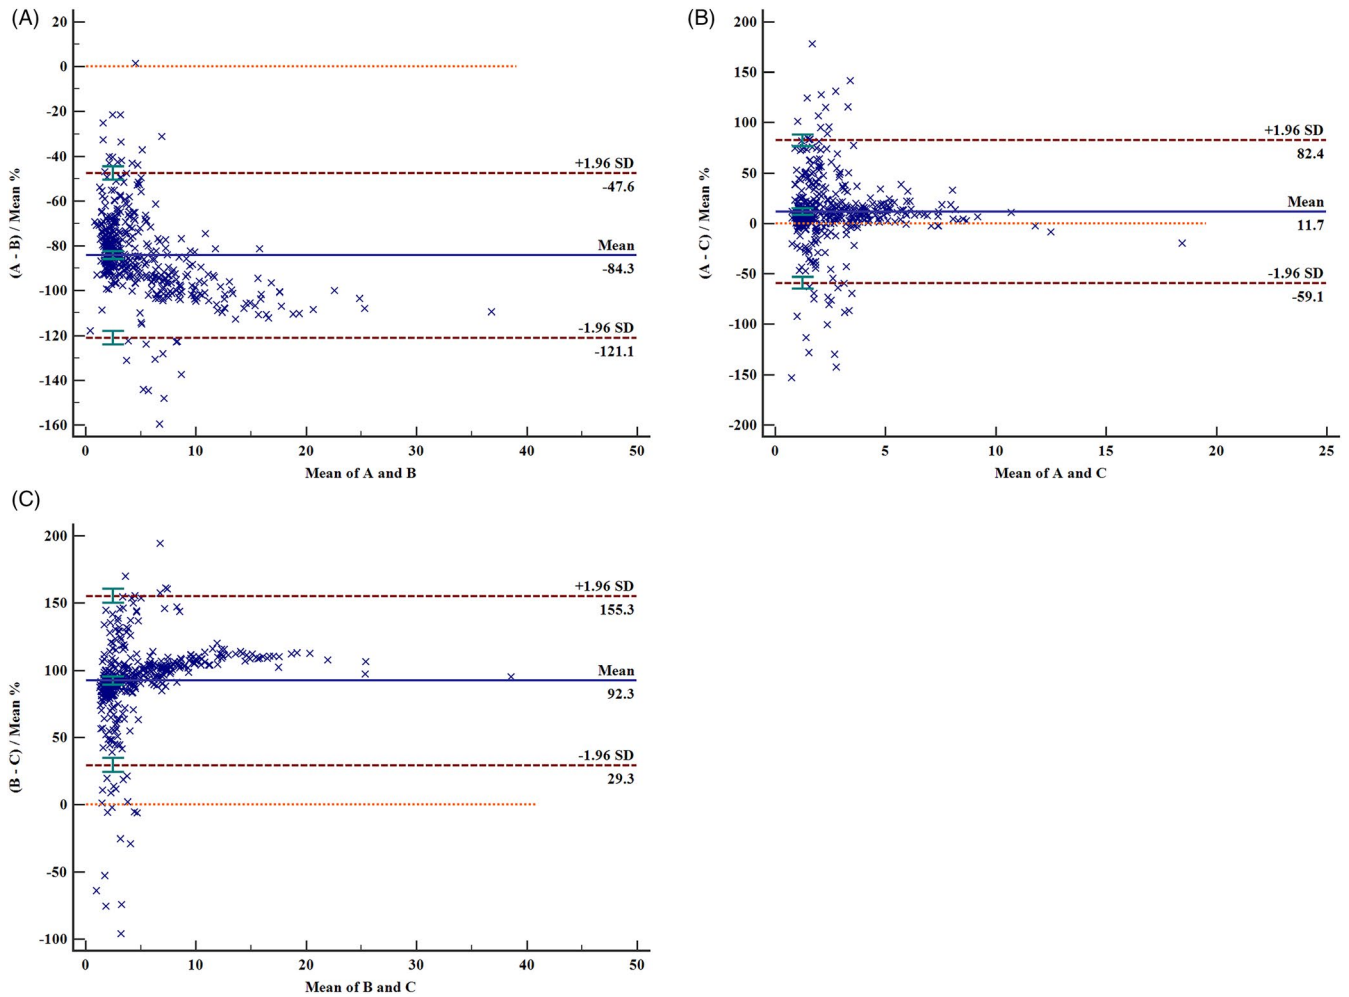 (A)
20
0
-20
-40
-60
-80
-100
-120
-140
-160
(A - B) / Mean %
+1.96 SD
-47.6
Mean
-84.3
-1.96 SD
-121.1
0
10
20
30
40
50
Mean of A and B
(B)
200
150
100
50
0
-50
-100
-150
-200
(A - C) / Mean %
+1.96 SD
82.4
Mean
11.7
-1.96 SD
-59.1
0
5
10
15
20
25
Mean of A and C
(C)
200
150
100
50
0
-50
-100
(B - C) / Mean %
+1.96 SD
155.3
Mean
92.3
-1.96 SD
29.3
0
10
20
30
40
50
Mean of B and C